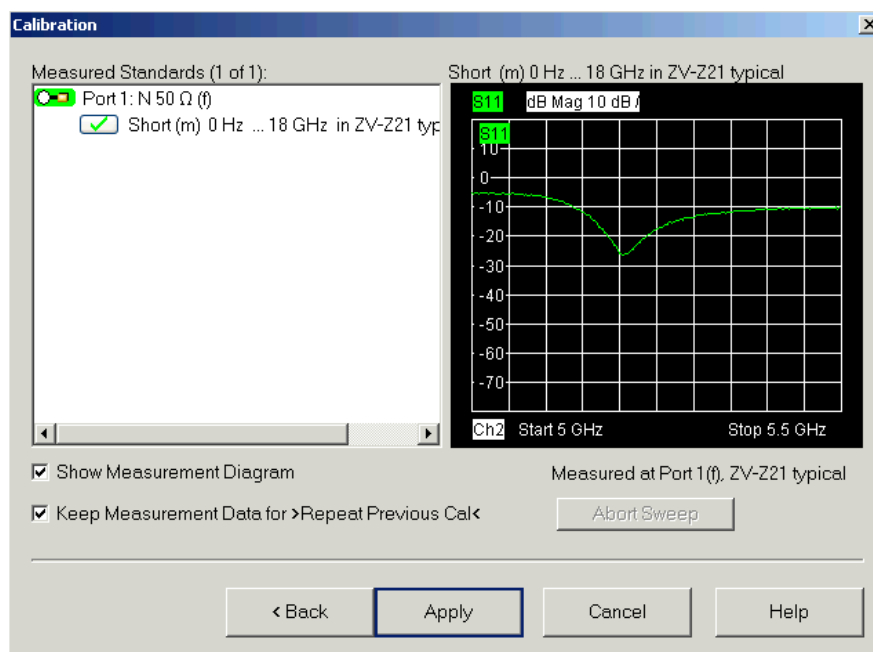 Calibration
Measured Standards (1 of 1):
Port 1: N 50 Ω (f)
Short (m) 0 Hz ... 18 GHz in ZV-Z21 typ
Short (m) 0 Hz ... 18 GHz in ZV-Z21 typical
S11 dB Mag 10 dB /
S11
10
0
-10
-20
-30
-40
-50
-60
-70
Ch2 Start 5 GHz Stop 5.5 GHz
Show Measurement Diagram
Measured at Port 1(f), ZV-Z21 typical
Keep Measurement Data for >Repeat Previous Cal<
Abort Sweep
< Back
Apply
Cancel
Help